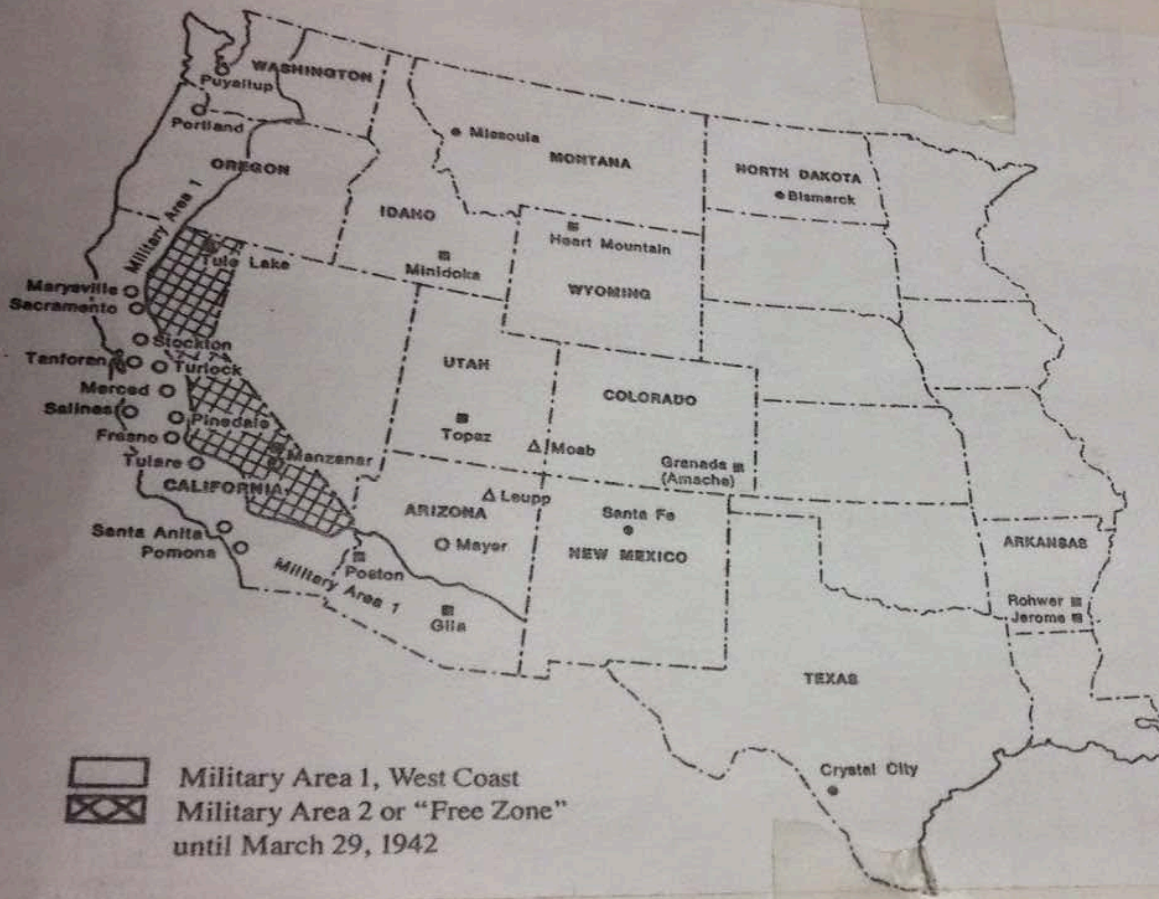 WASHINGTON
Puyallup
Portland
Missoula
MONTANA
OREGON
NORTH DAKOTA
Bismarck
Military Area 1
IDAHO
Heart Mountain
Tule Lake
Minidoka
WYOMING
Marysville
Sacramento
Stockton
Tanforan
Turlock
UTAH
Merced
COLORADO
Salinas
Pinedale
Topaz
Fresno
Moab
Manzanar
Tulare
Granada
(Amache)
CALIFORNIA
Leupp
ARIZONA
Santa Fe
Santa Anita
Mayer
ARKANSAS
Pomona
NEW MEXICO
Poston
Military Area 1
Rohwer
Jerome
Gila
TEXAS
Crystal City
Military Area 1, West Coast
Military Area 2 or “Free Zone”
until March 29, 1942